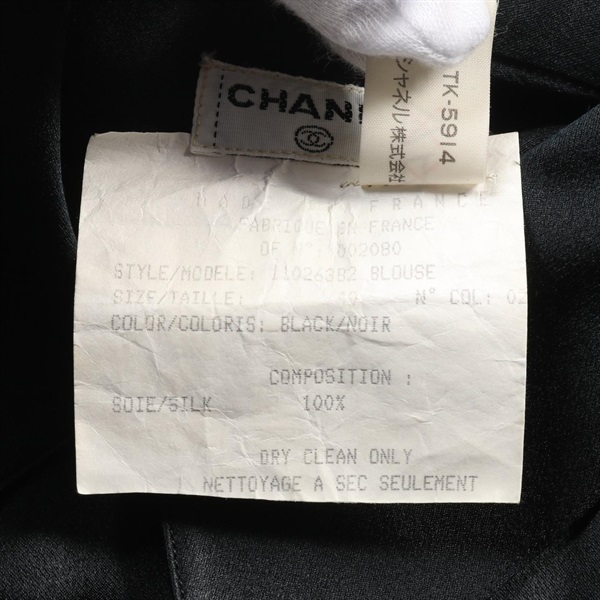 CHAN
TK-5914
シャネル株式会社
FRANCE
FABRIQUE EN FRANCE
OF N° 002080
STYLE/MODELE: 11026382 BLOUSE
SIZE/TAILLE: N° COL: 02
COLOR/COLORIS: BLACK/NOIR
COMPOSITION :
SOIE/SILK 100%
DRY CLEAN ONLY
NETTOYAGE A SEC SEULEMENT